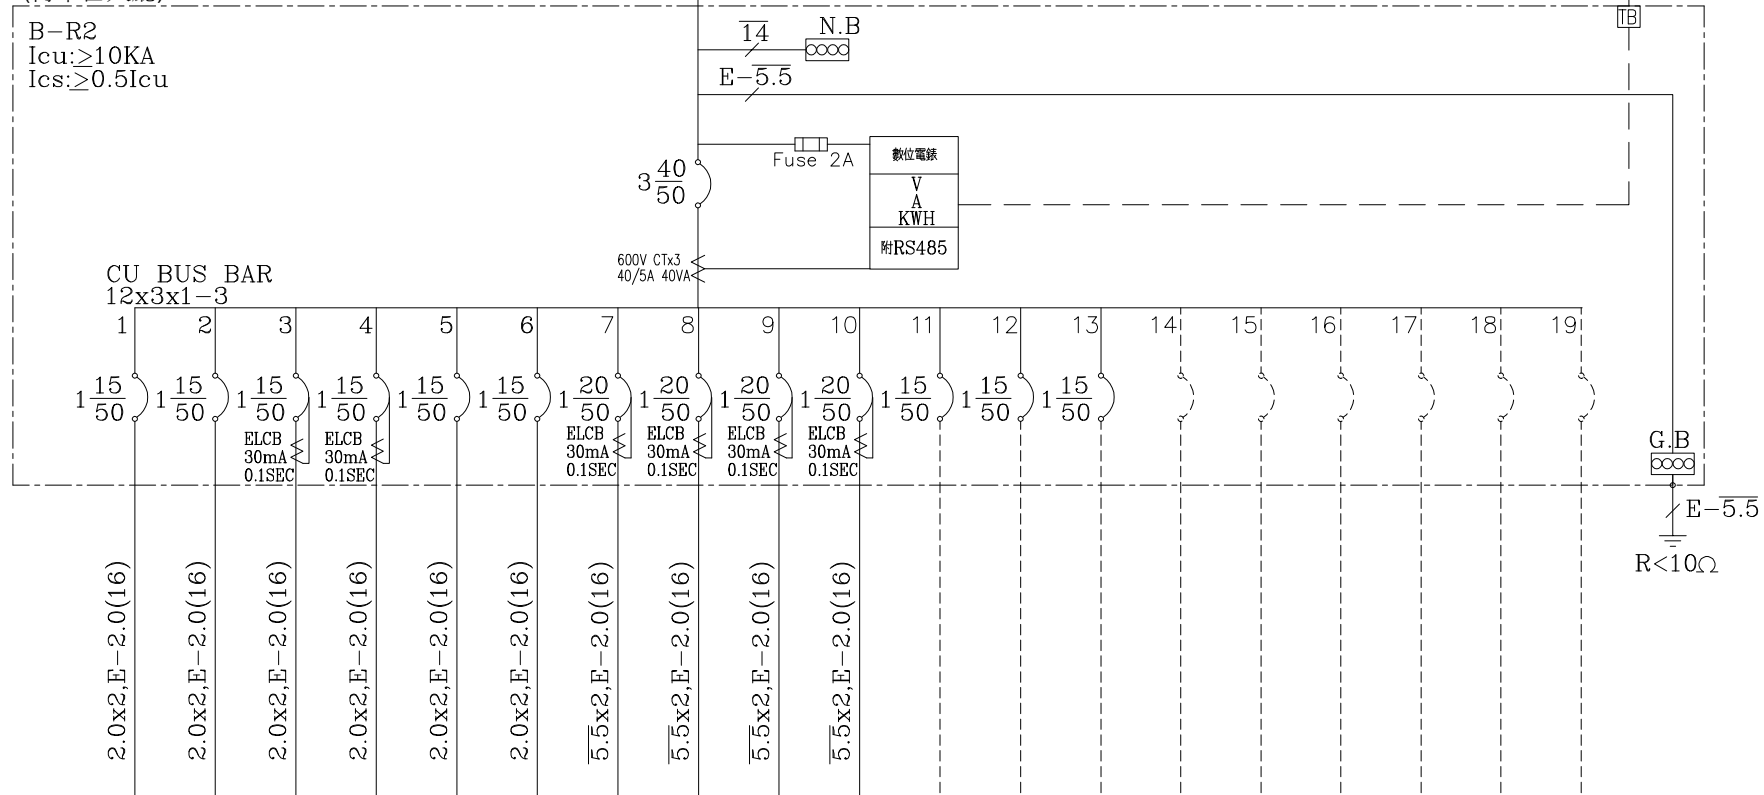 B-R2
Icu:≥10KA
Ics:≥0.5Icu
14
N.B
TB
E-5.5
Fuse 2A
數位電錶
V
A
KWH
附RS485
3 40/50
600V CTx3
40/5A 40VA
CU BUS BAR
12x3x1-3
1 2 3 4 5 6 7 8 9 10 11 12 13 14 15 16 17 18 19
1 15/50 1 15/50 1 15/50 1 15/50 1 15/50 1 15/50 1 20/50 1 20/50 1 20/50 1 20/50 1 15/50 1 15/50 1 15/50
ELCB
30mA
0.1SEC
ELCB
30mA
0.1SEC
ELCB
30mA
0.1SEC
ELCB
30mA
0.1SEC
ELCB
30mA
0.1SEC
ELCB
30mA
0.1SEC
G.B
E-5.5
R<10Ω
2.0x2,E-2.0(16)
2.0x2,E-2.0(16)
2.0x2,E-2.0(16)
2.0x2,E-2.0(16)
2.0x2,E-2.0(16)
2.0x2,E-2.0(16)
5.5x2,E-2.0(16)
5.5x2,E-2.0(16)
5.5x2,E-2.0(16)
5.5x2,E-2.0(16)